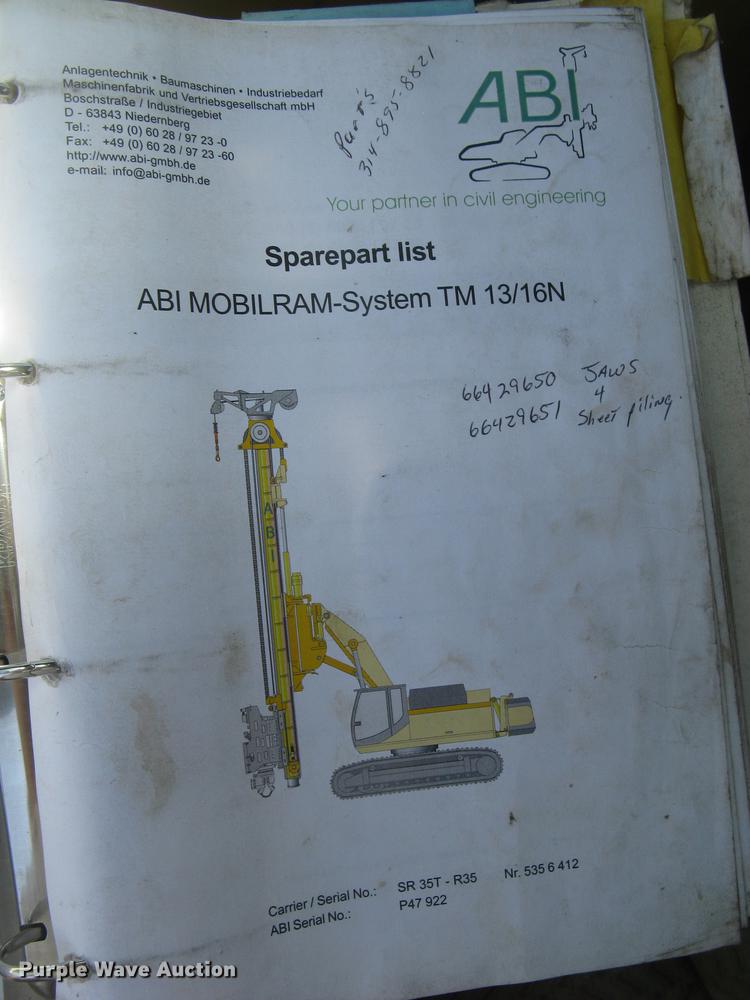 Anlagentechnik • Baumaschinen • Industriebedarf
Maschinenfabrik und Vertriebsgesellschaft mbH
Boschstraße / Industriegebiet
D - 63843 Niedernberg
Tel.: +49 (0) 60 28 / 97 23 -0
Fax: +49 (0) 60 28 / 97 23 -60
http://www.abi-gmbh.de
e-mail: info@abi-gmbh.de
Parts
314-895-8821
ABI
Your partner in civil engineering
Sparepart list
ABI MOBILRAM-System TM 13/16N
66429650 JAWS
4
66429651 Sheet piling.
ABI
Carrier / Serial No.: SR 35T - R35 Nr. 535 6 412
ABI Serial No.: P47 922
Purple Wave Auction